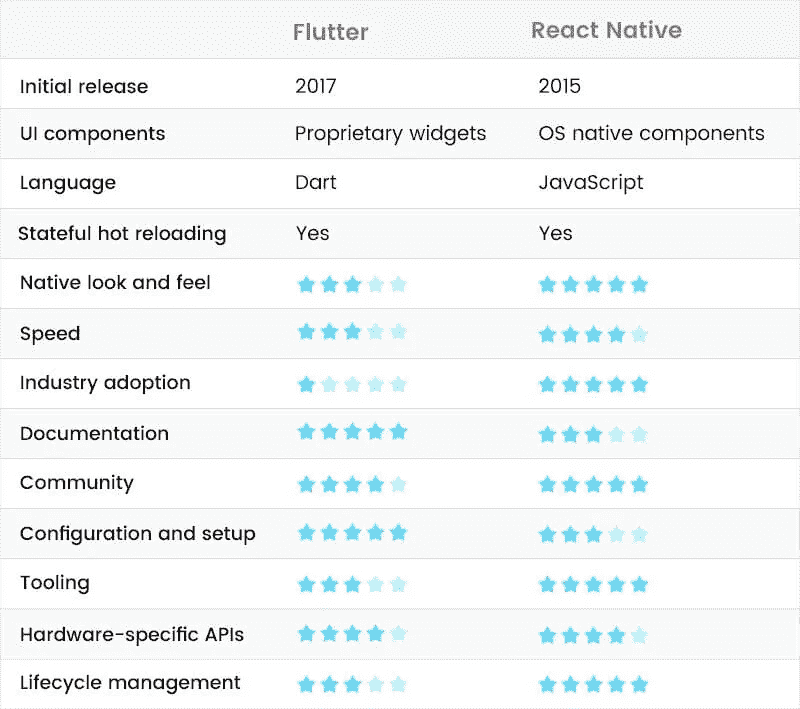 Flutter React Native
Initial release 2017 2015
UI components Proprietary widgets OS native components
Language Dart JavaScript
Stateful hot reloading Yes Yes
Native look and feel
Speed
Industry adoption
Documentation
Community
Configuration and setup
Tooling
Hardware-specific APIs
Lifecycle management